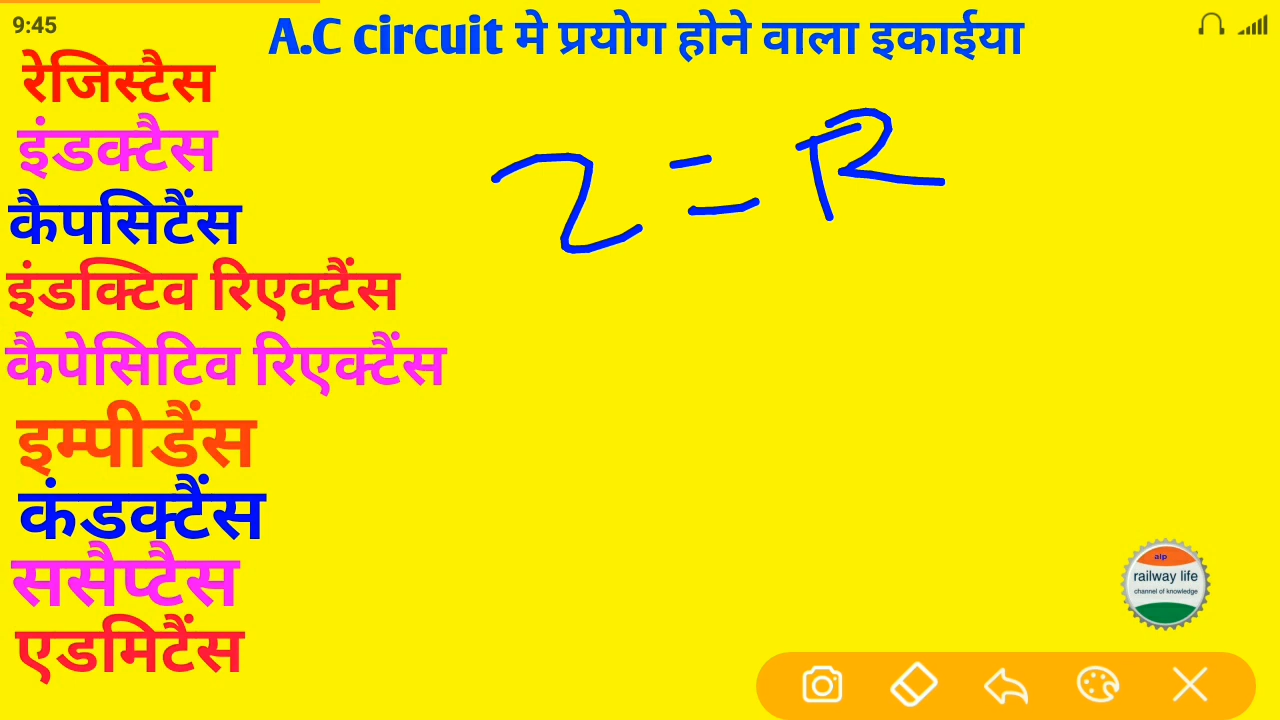 9:45
A.C circuit मे प्रयोग होने वाला इकाईया
रेजिस्टैस
इंडक्टैस
कैपसिटैंस
इंडक्टिव रिएक्टैंस
कैपेसिटिव रिएक्टैंस
इम्पीडैंस
कंडक्टैंस
ससैप्टैस
एडमिटैंस
Z = R
alp
railway life
channel of knowledge